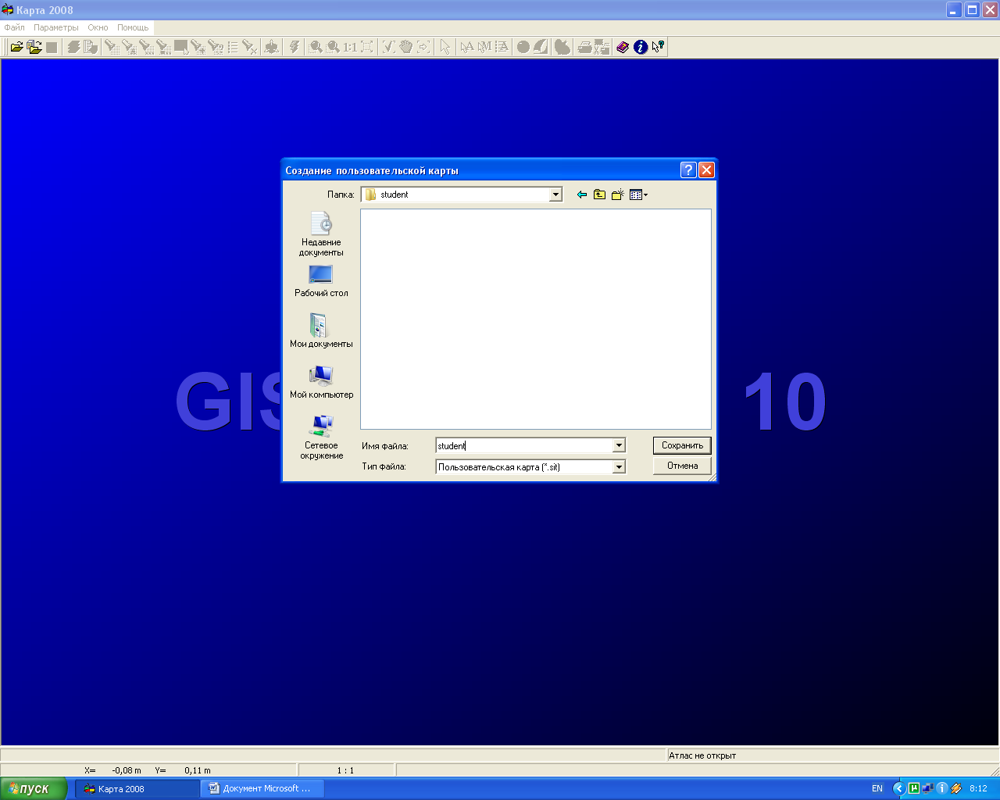 Карта 2008
Файл Параметры Окно Помощь
1:1
Создание пользовательской карты
Папка: student
Недавние
документы
Рабочий стол
Мои документы
Мой компьютер
Сетевое
окружение
GIS
10
Имя файла: student
Сохранить
Тип файла: Пользовательская карта (*.sit)
Отмена
Атлас не открыт
X= -0,08 m Y= 0,11 m 1 : 1
пуск Карта 2008 Документ Microsoft ... EN 8:12